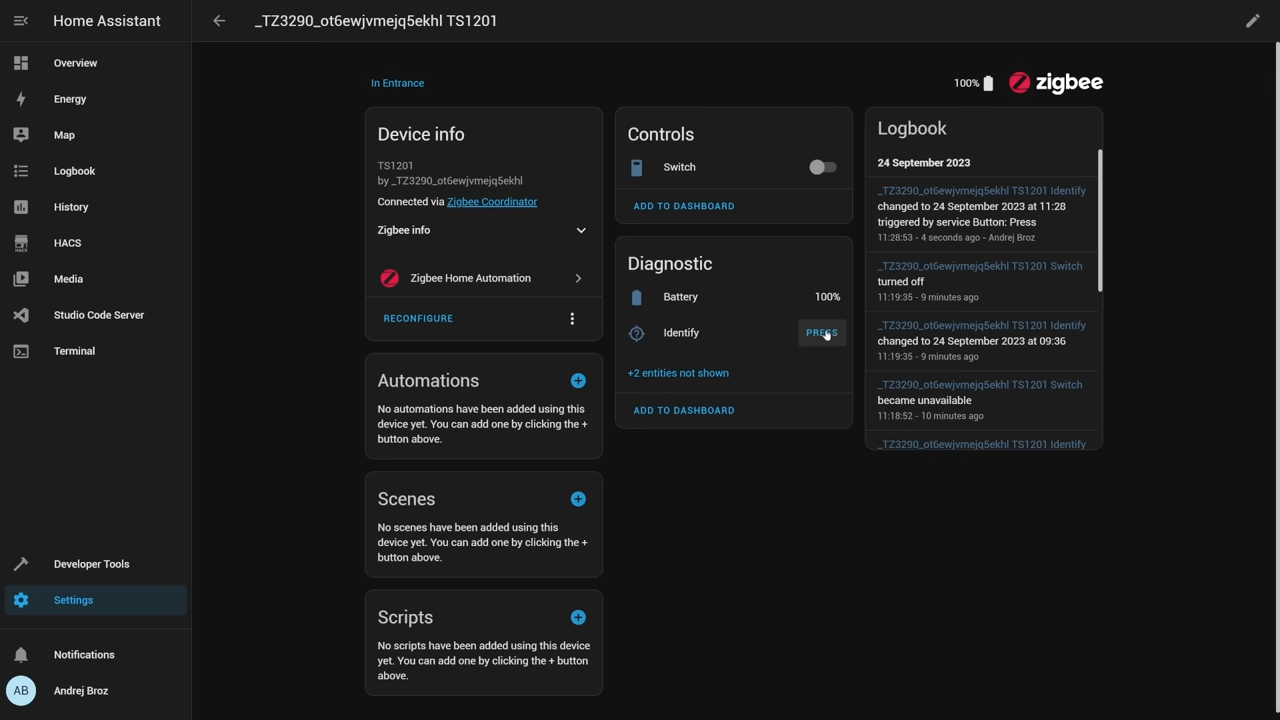 Home Assistant
_TZ3290_ot6ewjvmejq5ekhl TS1201
Overview
Energy
Map
Logbook
History
HACS
HACS
Media
Studio Code Server
Terminal
Developer Tools
Settings
Notifications
AB
Andrej Broz
In Entrance
100%
zigbee
Device info
TS1201
by _TZ3290_ot6ewjvmejq5ekhl
Connected via Zigbee Coordinator
Zigbee info
Zigbee Home Automation
RECONFIGURE
Automations
No automations have been added using this
device yet. You can add one by clicking the +
button above.
Scenes
No scenes have been added using this
device yet. You can add one by clicking the +
button above.
Scripts
No scripts have been added using this device
yet. You can add one by clicking the + button
above.
Controls
Switch
ADD TO DASHBOARD
Diagnostic
Battery 100%
Identify PRESS
+2 entities not shown
ADD TO DASHBOARD
Logbook
24 September 2023
_TZ3290_ot6ewjvmejq5ekhl TS1201 Identify
changed to 24 September 2023 at 11:28
triggered by service Button: Press
11:28:53 - 4 seconds ago - Andrej Broz
_TZ3290_ot6ewjvmejq5ekhl TS1201 Switch
turned off
11:19:35 - 9 minutes ago
_TZ3290_ot6ewjvmejq5ekhl TS1201 Identify
changed to 24 September 2023 at 09:36
11:19:35 - 9 minutes ago
_TZ3290_ot6ewjvmejq5ekhl TS1201 Switch
became unavailable
11:18:52 - 10 minutes ago
_TZ3290_ot6ewjvmejq5ekhl TS1201 Identify